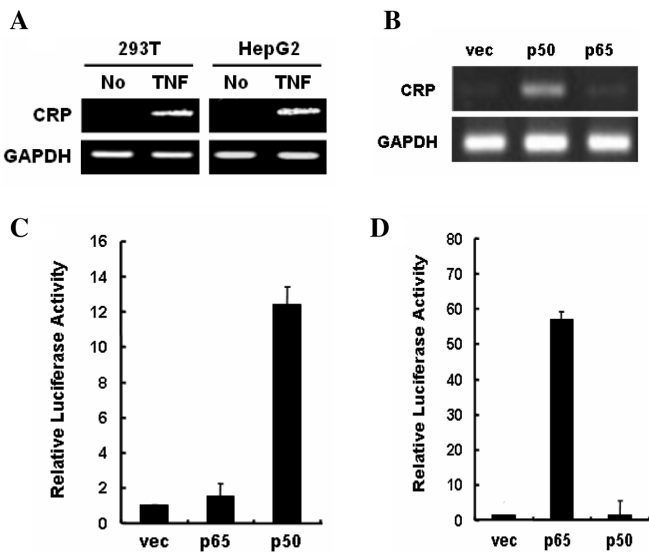 A
293T HepG2
No TNF No TNF
CRP
GAPDH
B
vec p50 p65
CRP
GAPDH
C
Relative Luciferase Activity
16
14
12
10
8
6
4
2
0
vec p65 p50
D
Relative Luciferase Activity
80
70
60
50
40
30
20
10
0
vec p65 p50